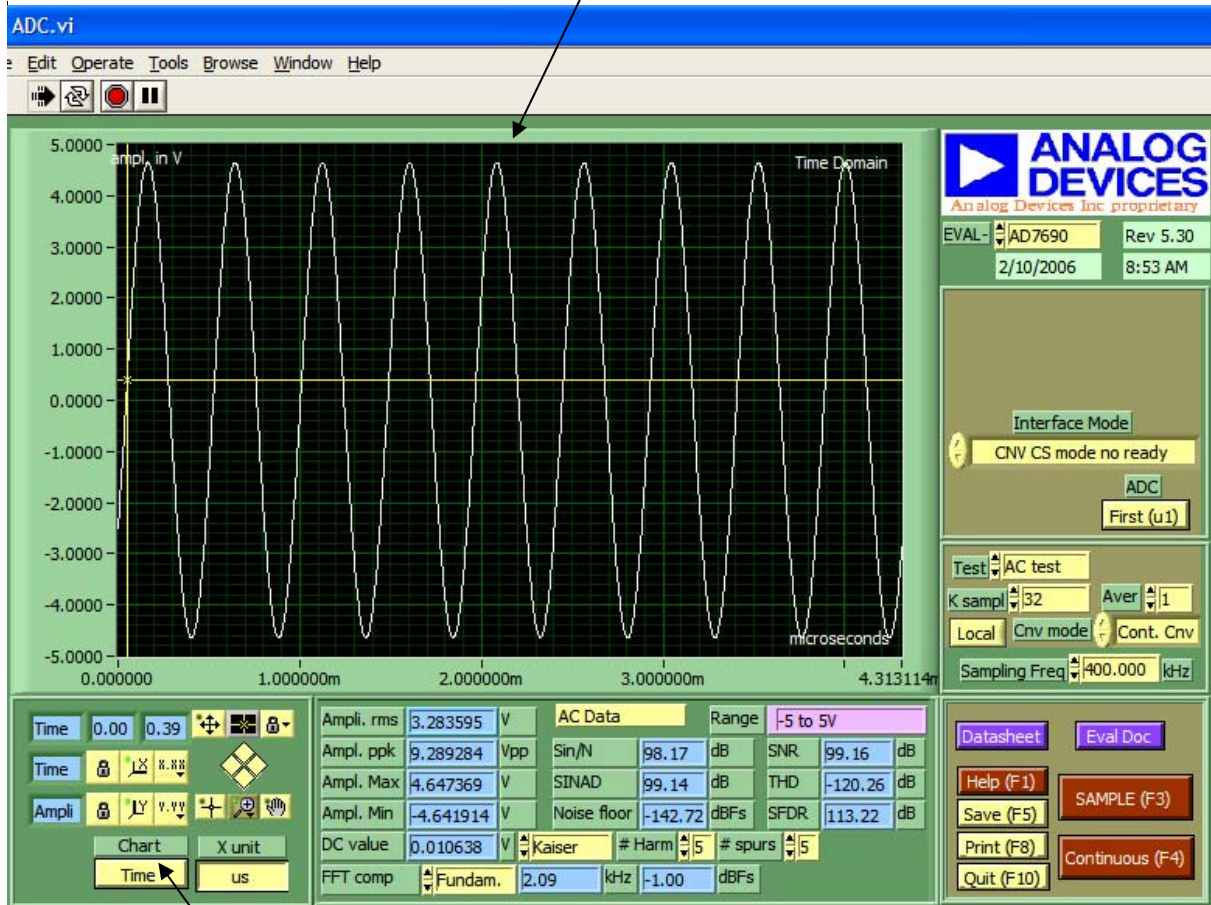 ADC.vi
Edit Operate Tools Browse Window Help
ampl. in V
Time Domain
5.0000
4.0000
3.0000
2.0000
1.0000
0.0000
-1.0000
-2.0000
-3.0000
-4.0000
-5.0000
microseconds
0.000000 1.000000m 2.000000m 3.000000m 4.313114m
ANALOG
DEVICES
Analog Devices Inc proprietary
EVAL- AD7690 Rev 5.30
2/10/2006 8:53 AM
Interface Mode
CNV CS mode no ready
ADC
First (u1)
Test AC test
K sampl 32 Aver 1
Local Cnv mode Cont. Cnv
Sampling Freq 400.000 kHz
Time 0.00 0.39
Time X X.XX
Ampli Y Y.YY
Chart X unit
Time us
Ampli. rms 3.283595 V AC Data Range -5 to 5V
Ampl. ppk 9.289284 Vpp Sin/N 98.17 dB SNR 99.16 dB
Ampl. Max 4.647369 V SINAD 99.14 dB THD -120.26 dB
Ampl. Min -4.641914 V Noise floor -142.72 dBFs SFDR 113.22 dB
DC value 0.010638 V Kaiser # Harm 5 # spurs 5
FFT comp Fundam. 2.09 kHz -1.00 dBFs
Datasheet Eval Doc
Help (F1)
Save (F5) SAMPLE (F3)
Print (F8)
Quit (F10) Continuous (F4)